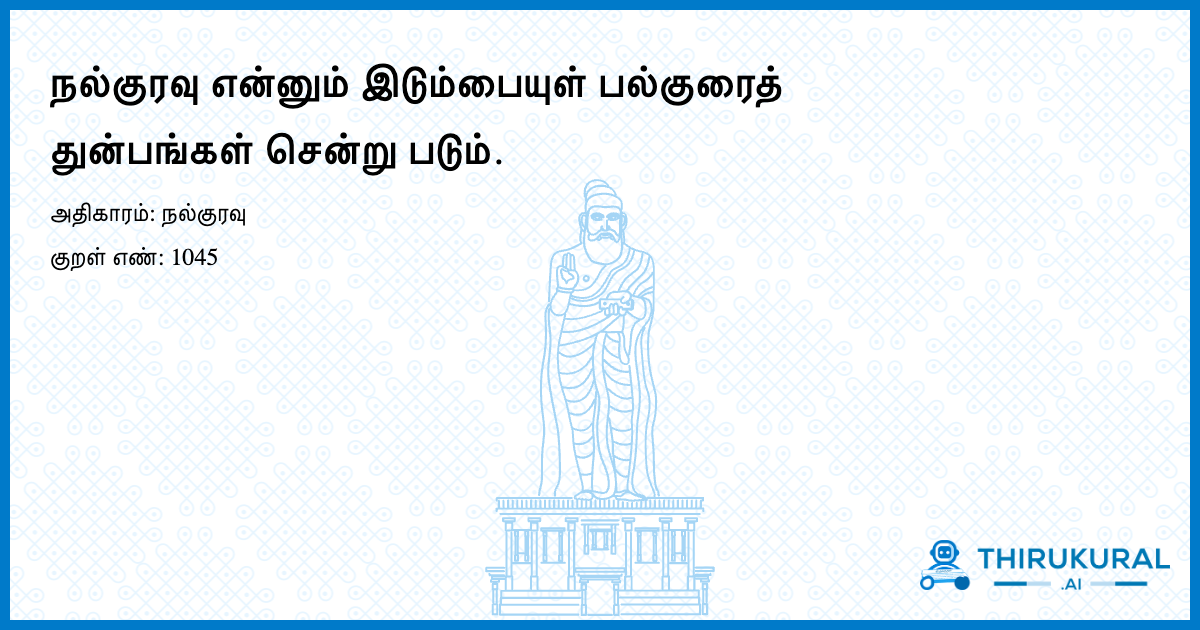 நல்குரவு என்னும் இடும்பையுள் பல்குரைத்
துன்பங்கள் சென்று படும்.
அதிகாரம்: நல்குரவு
குறள் எண்: 1045
THIRUKURAL
.AI